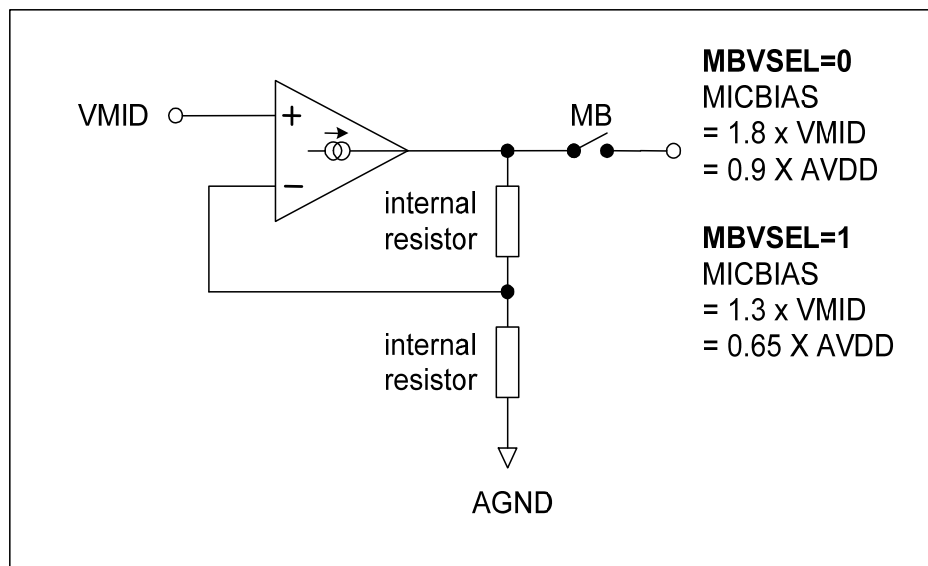 VMID
+
−
MB
internal
resistor
internal
resistor
AGND
MBVSEL=0
MICBIAS
= 1.8 x VMID
= 0.9 X AVDD
MBVSEL=1
MICBIAS
= 1.3 x VMID
= 0.65 X AVDD